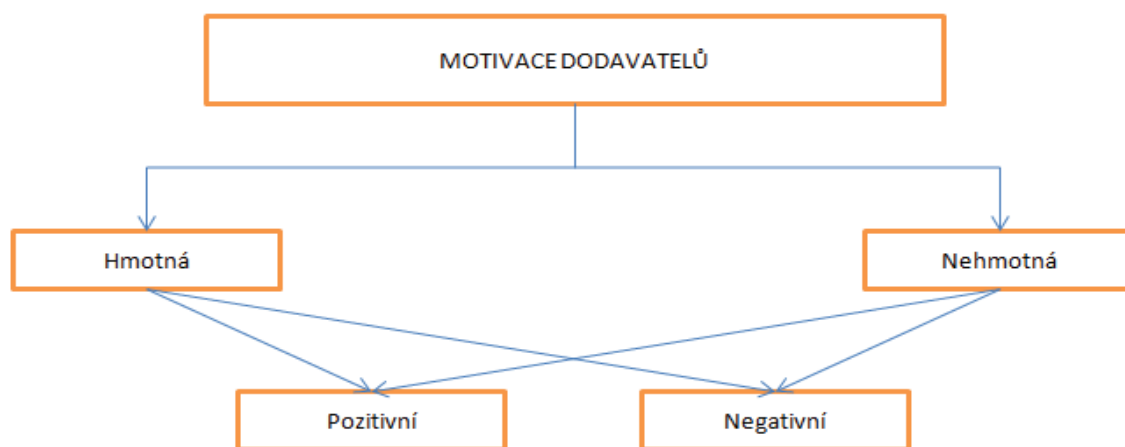 MOTIVACE DODAVATELŮ
Hmotná
Nehmotná
Pozitivní
Negativní